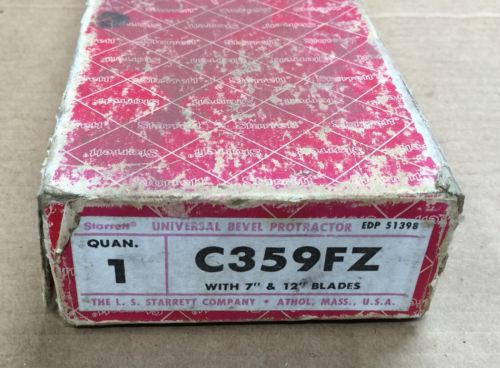 Starrett® UNIVERSAL BEVEL PROTRACTOR EDP 51398
QUAN.
1
C359FZ
WITH 7" & 12" BLADES
THE L. S. STARRETT COMPANY • ATHOL, MASS., U.S.A.